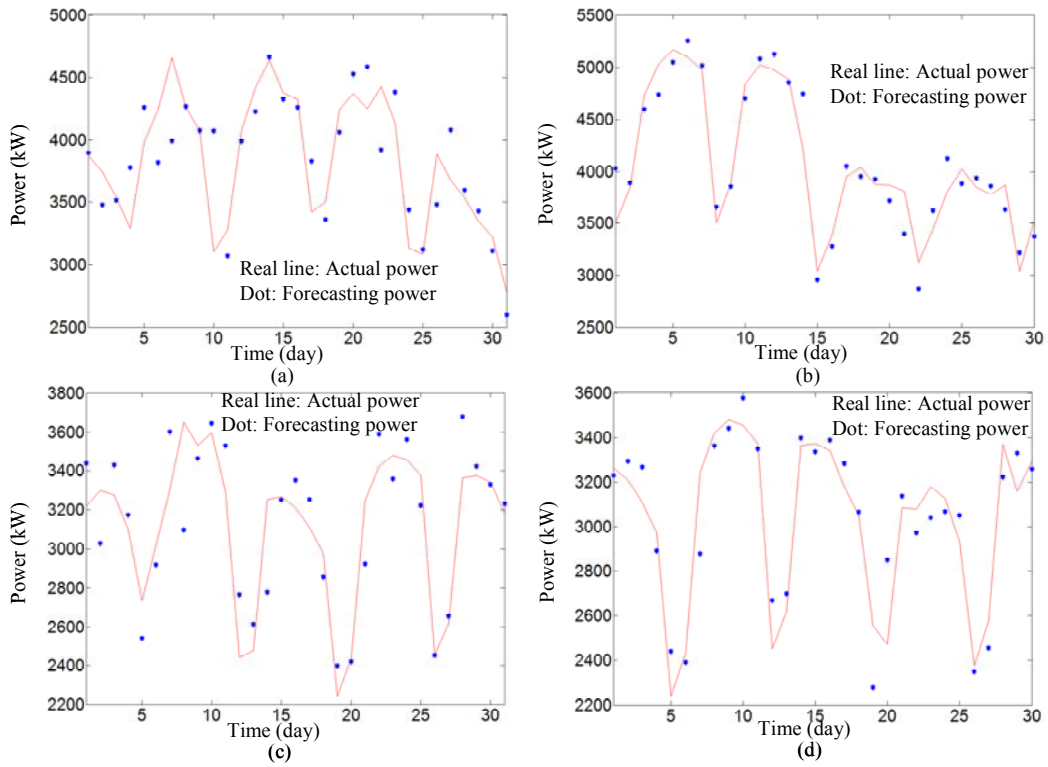 5000
4500
4000
3500
3000
2500
Power (kW)
Real line: Actual power
Dot: Forecasting power
5
10
15
20
25
30
Time (day)
(a)
5500
5000
4500
4000
3500
3000
2500
Power (kW)
Real line: Actual power
Dot: Forecasting power
5
10
15
20
25
30
Time (day)
(b)
3800
3600
3400
3200
3000
2800
2600
2400
2200
Power (kW)
Real line: Actual power
Dot: Forecasting power
5
10
15
20
25
30
Time (day)
(c)
3600
3400
3200
3000
2800
2600
2400
2200
Power (kW)
Real line: Actual power
Dot: Forecasting power
5
10
15
20
25
30
Time (day)
(d)